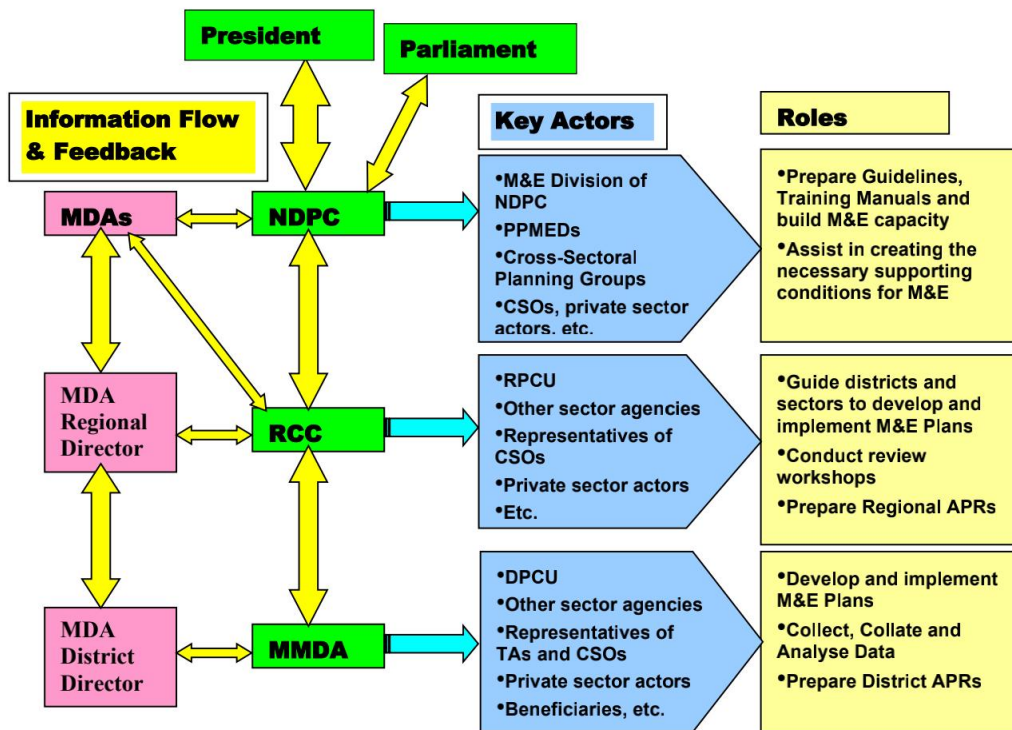 President
Parliament
Information Flow
& Feedback
Key Actors
Roles
MDAs
NDPC
•M&E Division of
NDPC
•PPMEDs
•Cross-Sectoral
Planning Groups
•CSOs, private sector
actors, etc.
•Prepare Guidelines,
Training Manuals and
build M&E capacity
•Assist in creating the
necessary supporting
conditions for M&E
MDA
Regional
Director
RCC
•RPCU
•Other sector agencies
•Representatives of
CSOs
•Private sector actors
•Etc.
•Guide districts and
sectors to develop and
implement M&E Plans
•Conduct review
workshops
•Prepare Regional APRs
MDA
District
Director
MMDA
•DPCU
•Other sector agencies
•Representatives of
TAs and CSOs
•Private sector actors
•Beneficiaries, etc.
•Develop and implement
M&E Plans
•Collect, Collate and
Analyse Data
•Prepare District APRs